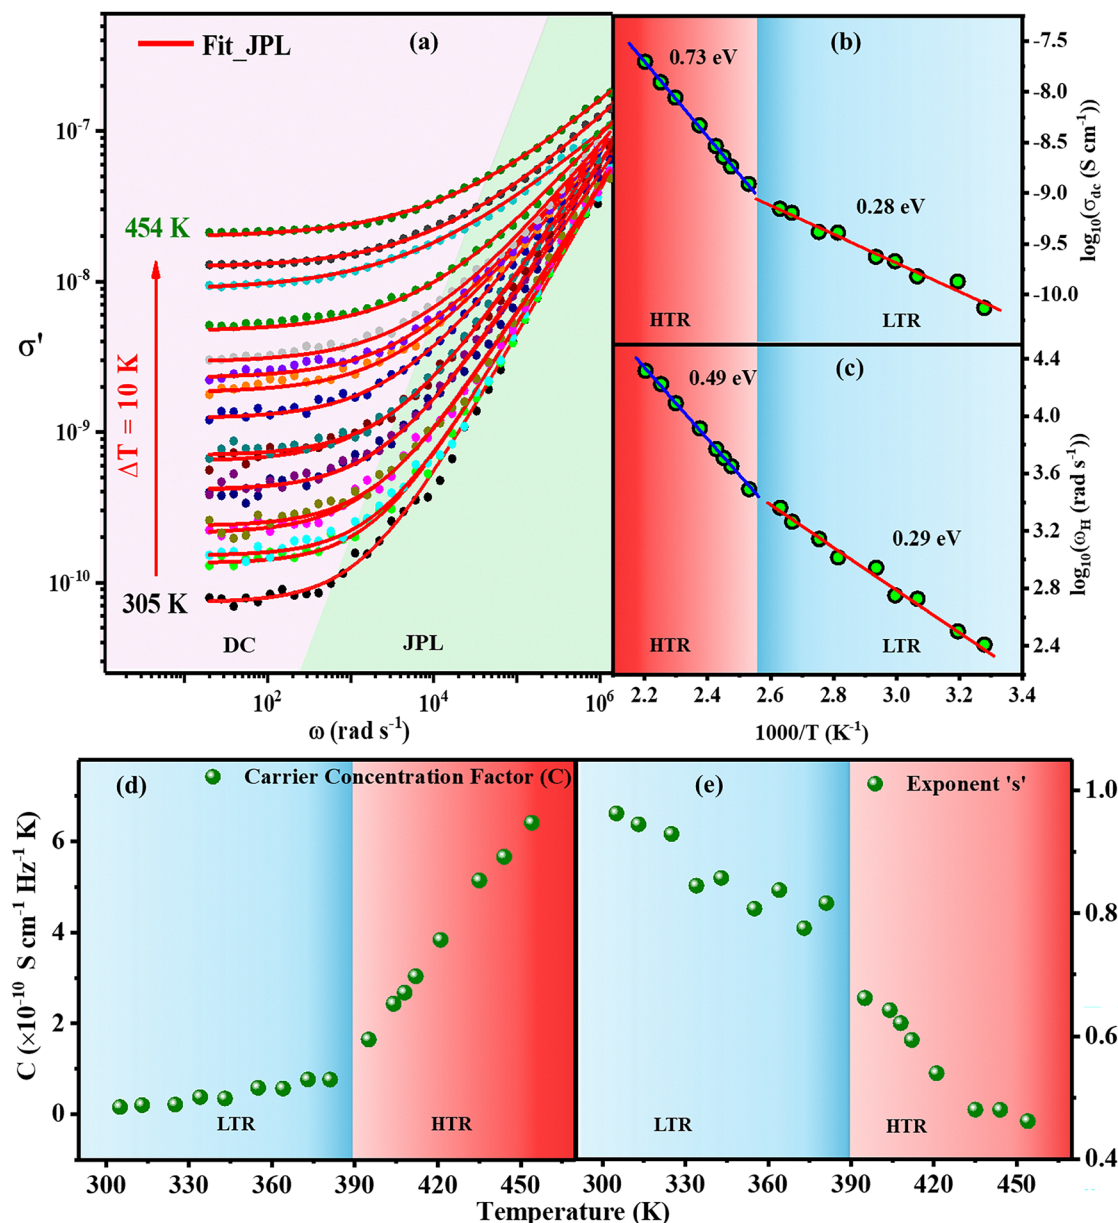 Fit_JPL
(a)
10⁻⁷
10⁻⁸
10⁻⁹
10⁻¹⁰
σ'
454 K
ΔT = 10 K
305 K
DC
JPL
10² 10⁴ 10⁶
ω (rad s⁻¹)
(b)
0.73 eV
0.28 eV
HTR
LTR
-7.5
-8.0
-8.5
-9.0
-9.5
-10.0
log₁₀(σdc (S cm⁻¹)
(c)
0.49 eV
0.29 eV
HTR
LTR
4.4
4.0
3.6
3.2
2.8
2.4
log₁₀(ωH (rad s⁻¹)
2.2 2.4 2.6 2.8 3.0 3.2 3.4
1000/T (K⁻¹)
(d)
Carrier Concentration Factor (C)
6
4
2
0
C (×10⁻¹⁰ S cm⁻¹ Hz⁻¹ K)
LTR
HTR
300 330 360 390 420 450
(e)
Exponent 's'
1.0
0.8
0.6
0.4
LTR
HTR
300 330 360 390 420 450
Temperature (K)